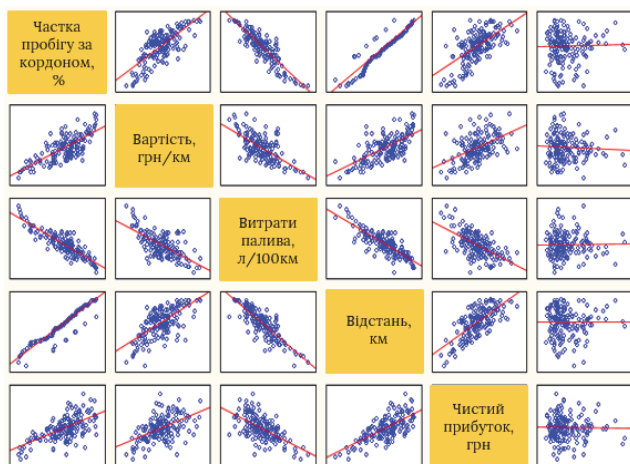 Частка
пробігу за
кордоном,
%
Вартість,
грн/км
Витрати
палива,
л/100км
Відстань,
км
Чистий
прибуток,
грн